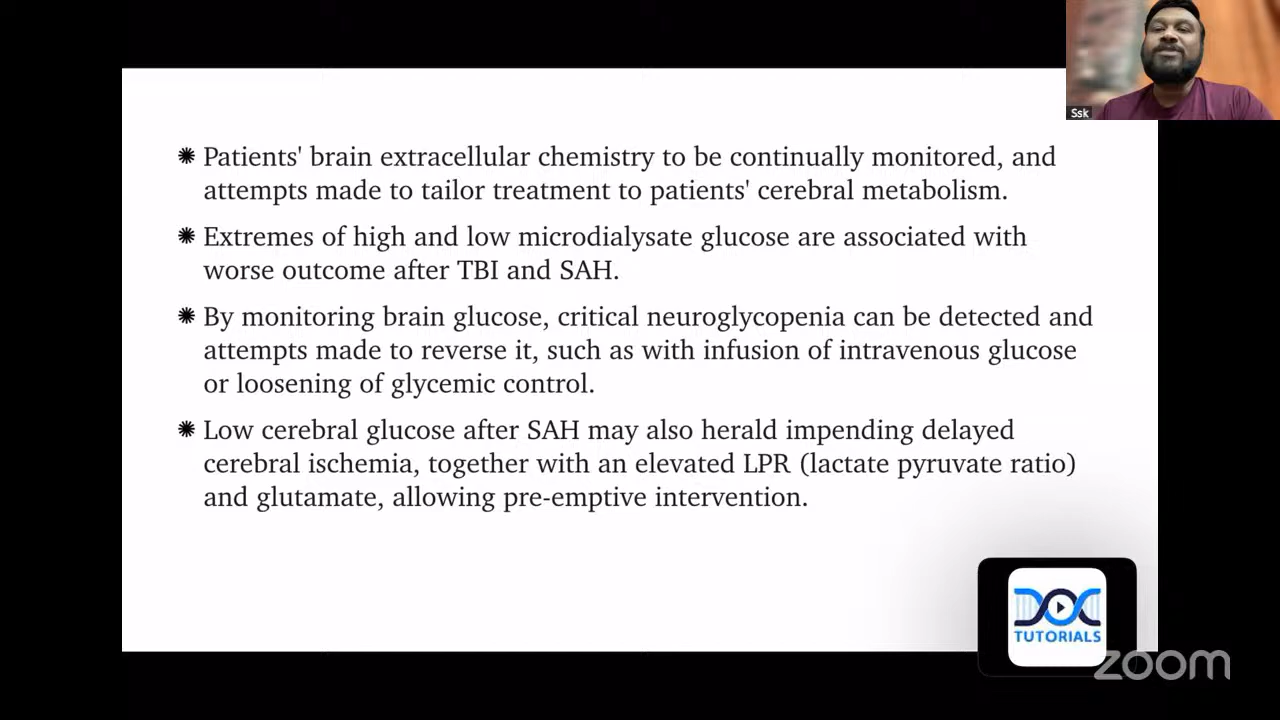 Ssk
✹ Patients' brain extracellular chemistry to be continually monitored, and
attempts made to tailor treatment to patients' cerebral metabolism.
✹ Extremes of high and low microdialysate glucose are associated with
worse outcome after TBI and SAH.
✹ By monitoring brain glucose, critical neuroglycopenia can be detected and
attempts made to reverse it, such as with infusion of intravenous glucose
or loosening of glycemic control.
✹ Low cerebral glucose after SAH may also herald impending delayed
cerebral ischemia, together with an elevated LPR (lactate pyruvate ratio)
and glutamate, allowing pre-emptive intervention.
DOC
TUTORIALS
zoom